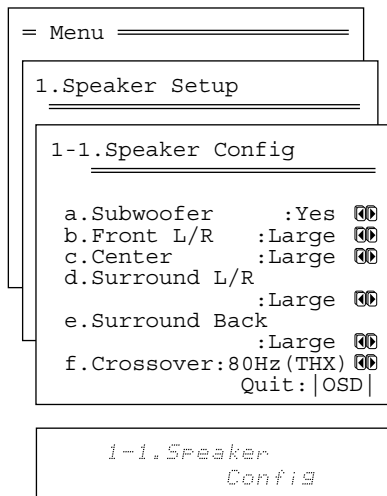 = Menu
1.Speaker Setup
1-1.Speaker Config
a.Subwoofer :Yes
b.Front L/R :Large
c.Center :Large
d.Surround L/R
:Large
e.Surround Back
:Large
f.Crossover:80Hz(THX)
Quit:|OSD|
1-1.Speaker
Config